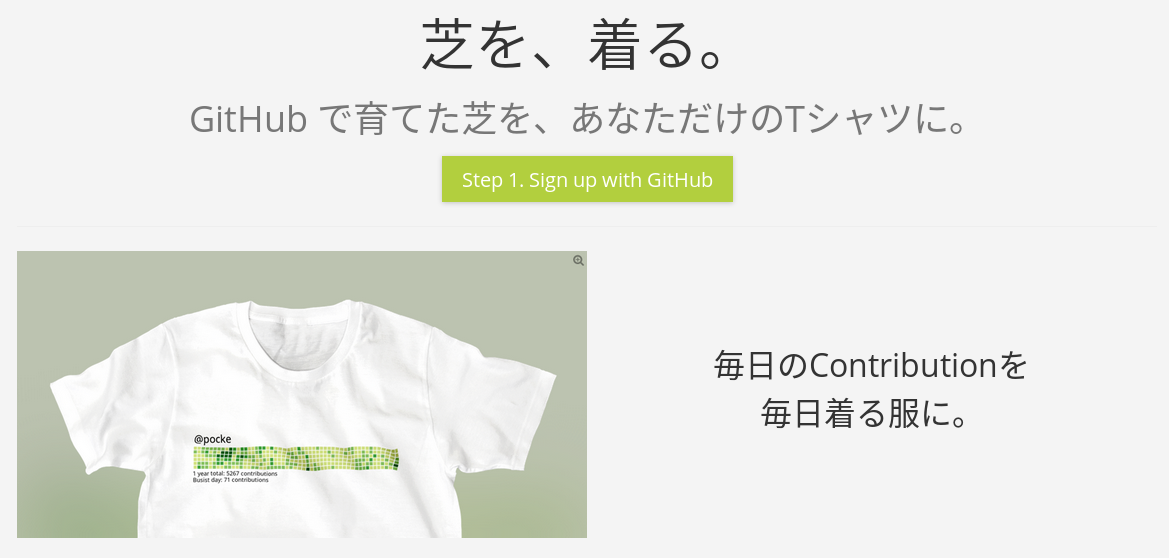 芝を、着る。
GitHub で育てた芝を、あなただけのTシャツに。
Step 1. Sign up with GitHub
@pocke
1 year total: 5267 contributions
Busist day: 71 contributions
毎日のContributionを
毎日着る服に。